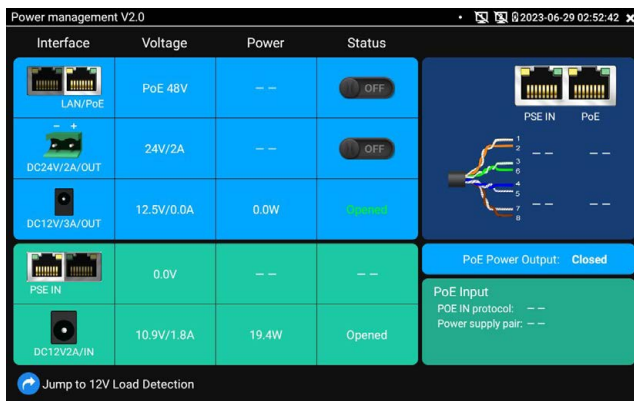 Power management V2.0
2023-06-29 02:52:42
Interface Voltage Power Status
LAN/PoE
PoE 48V
– –
OFF
– +
DC24V/2A/OUT
24V/2A
– –
OFF
DC12V/3A/OUT
12.5V/0.0A
0.0W
Opened
PSE IN
0.0V
– –
– –
DC12V2A/IN
10.9V/1.8A
19.4W
Opened
PSE IN PoE
1
2
– – – –
3
6
4
5
7
– – – –
8
PoE Power Output: Closed
PoE Input
POE IN protocol: – –
Power supply pair: – –
Jump to 12V Load Detection